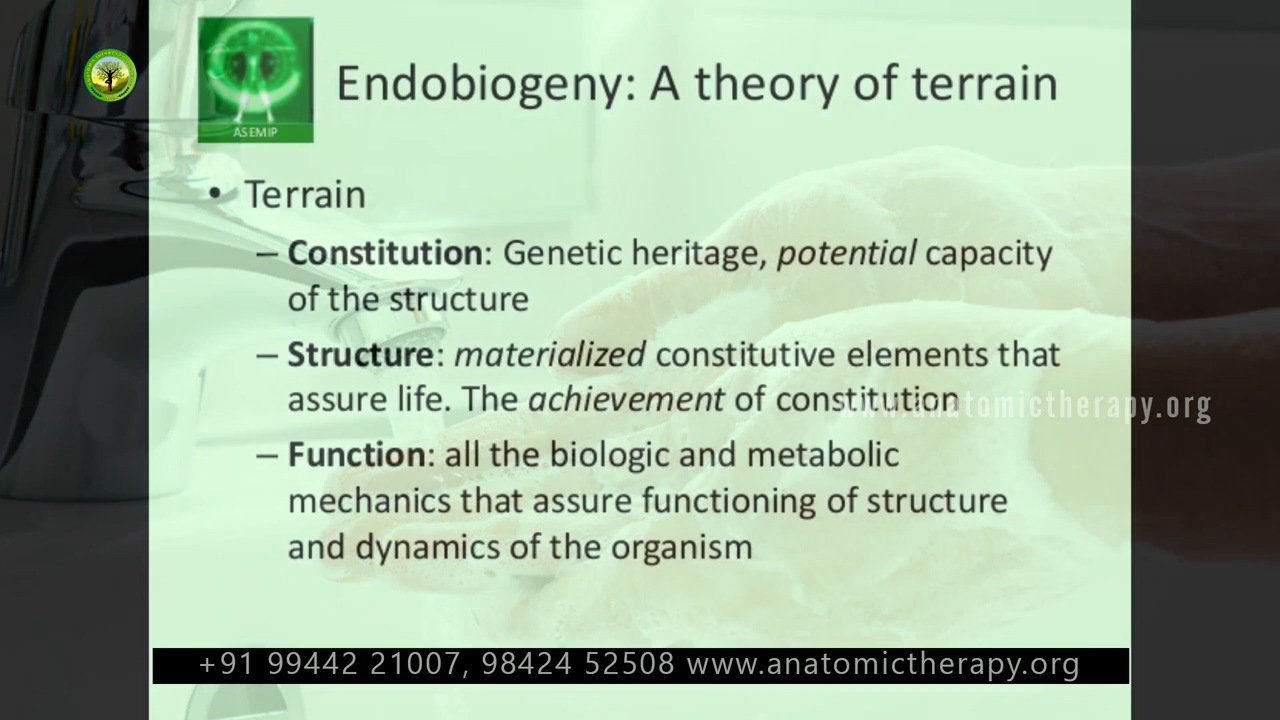 ASEMIP
Endobiogeny: A theory of terrain
• Terrain
– Constitution: Genetic heritage, potential capacity
of the structure
– Structure: materialized constitutive elements that
assure life. The achievement of constitution
www.anatomictherapy.org
– Function: all the biologic and metabolic
mechanics that assure functioning of structure
and dynamics of the organism
+91 99442 21007, 98424 52508 www.anatomictherapy.org